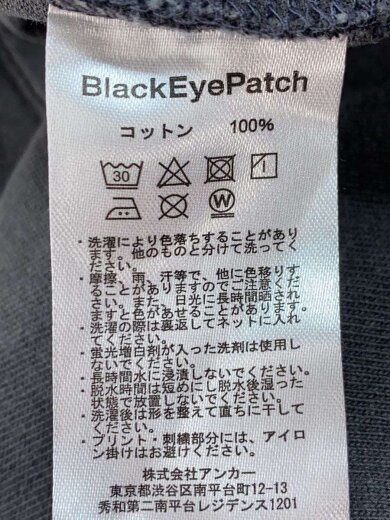 BlackEyePatch
コットン 100%
30
・洗濯により色落ちすることがあり
ます。他のものと分けて洗ってく
ださい。
・摩擦、雨、汗等で、他に色移りす
ることがありますのでご注意くだ
さい。また、日光に長時間晒され
ますと色があせることがあります。
・洗濯の際は裏返してネットに入れ
てください。
・蛍光増白剤が入った洗剤は使用し
ないでください。
・長時間水に浸漬しないでください。
・脱水時間は短めにし脱水後湿った
状態で放置しないでください。
・洗濯後は形を整えて直ちに干して
ください。
・プリント・刺繍部分には、アイロ
ン掛けはお避けください。
株式会社アンカー
東京都渋谷区南平台町12-13
秀和第二南平台レジデンス1201